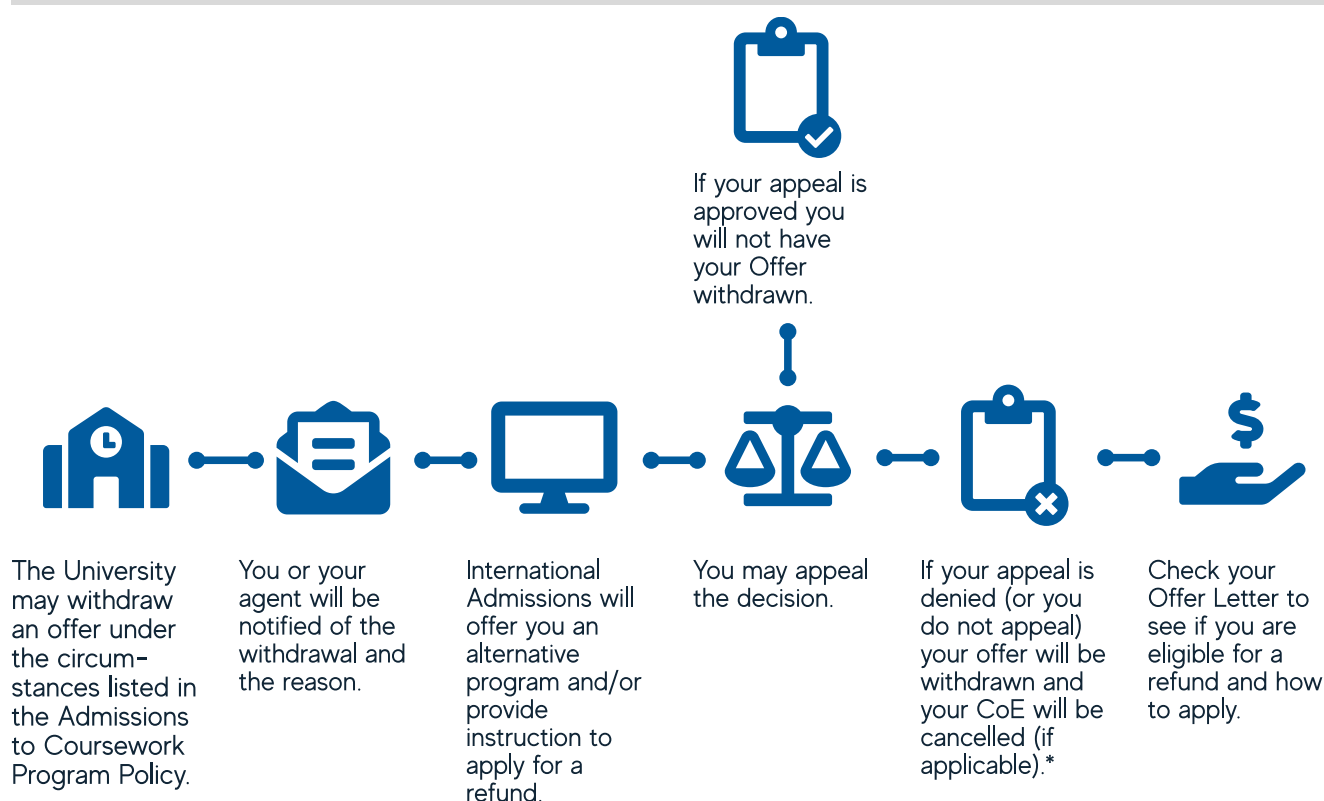 If your appeal is
approved you
will not have
your Offer
withdrawn.
$
The University
may withdraw
an offer under
the circum-
stances listed in
the Admissions
to Coursework
Program Policy.
You or your
agent will be
notified of the
withdrawal and
the reason.
International
Admissions will
offer you an
alternative
program and/or
provide
instruction to
apply for a
refund.
You may appeal
the decision.
If your appeal is
denied (or you
do not appeal)
your offer will be
withdrawn and
your CoE will be
cancelled (if
applicable).*
Check your
Offer Letter to
see if you are
eligible for a
refund and how
to apply.